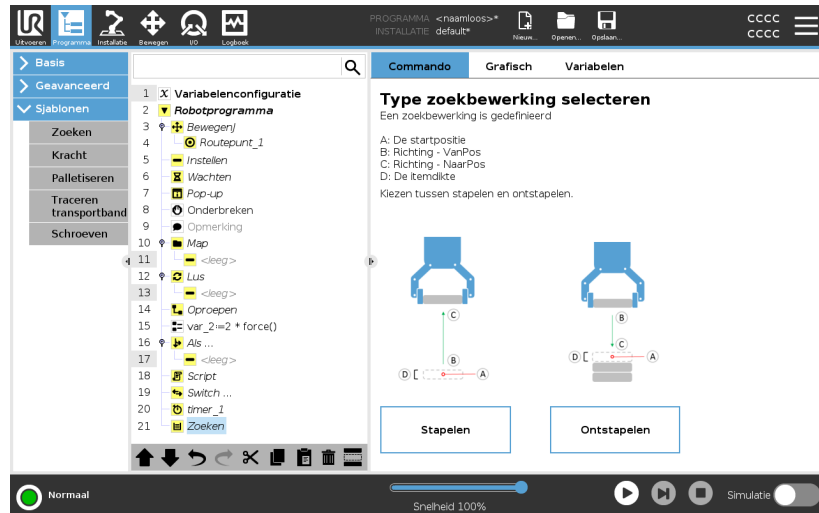 UR
Uitvoeren Programma Installatie Bewegen I/O Logboek
PROGRAMMA <naamloos>*
INSTALLATIE default*
Nieuw... Openen... Opslaan...
CCCC
CCCC
Basis
Geavanceerd
Sjablonen
Zoeken
Kracht
Palletiseren
Traceren
transportband
Schroeven
1 X Variabelenconfiguratie
2 Robotprogramma
3 BewegenJ
4 Routepunt_1
5 Instellen
6 Wachten
7 Pop-up
8 Onderbreken
9 Opmerking
10 Map
11 <leeg>
12 Lus
13 <leeg>
14 Oproepen
15 var_2:=2 * force()
16 Als ...
17 <leeg>
18 Script
19 Switch ...
20 timer_1
21 Zoeken
Commando Grafisch Variabelen
Type zoekbewerking selecteren
Een zoekbewerking is gedefinieerd
A: De startpositie
B: Richting - VanPos
C: Richting - NaarPos
D: De itemdikte
Kiezen tussen stapelen en ontstapelen.
C
B
D A
B
C
D A
Stapelen
Ontstapelen
Normaal
Snelheid 100%
Simulatie